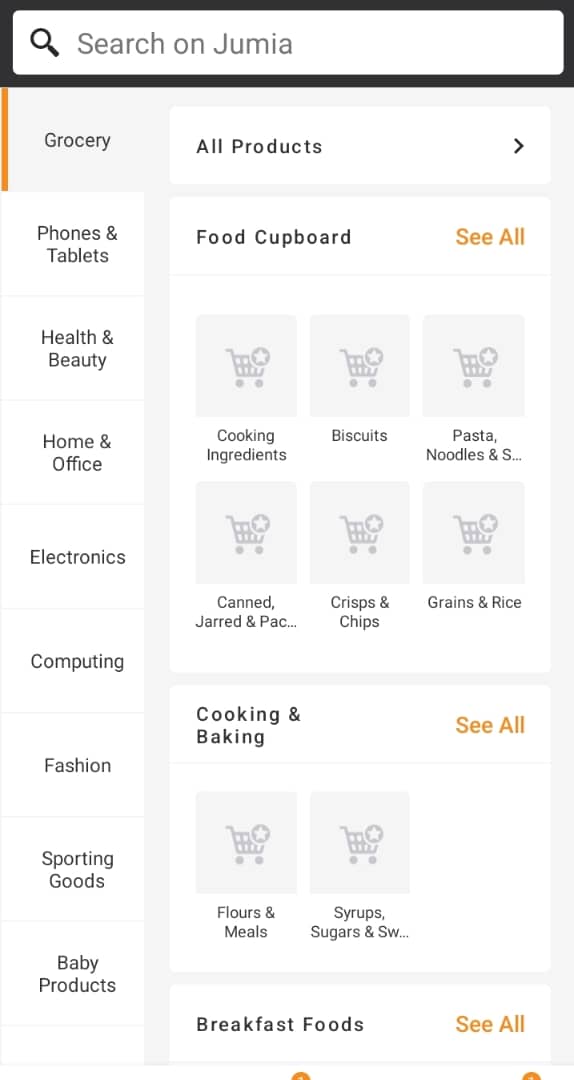 Search on Jumia
Grocery
Phones &
Tablets
Health &
Beauty
Home &
Office
Electronics
Computing
Fashion
Sporting
Goods
Baby
Products
All Products
Food Cupboard
See All
Cooking
Ingredients
Biscuits
Pasta,
Noodles & S...
Canned,
Jarred & Pac...
Crisps &
Chips
Grains & Rice
Cooking &
Baking
See All
Flours &
Meals
Syrups,
Sugars & Sw...
Breakfast Foods
See All